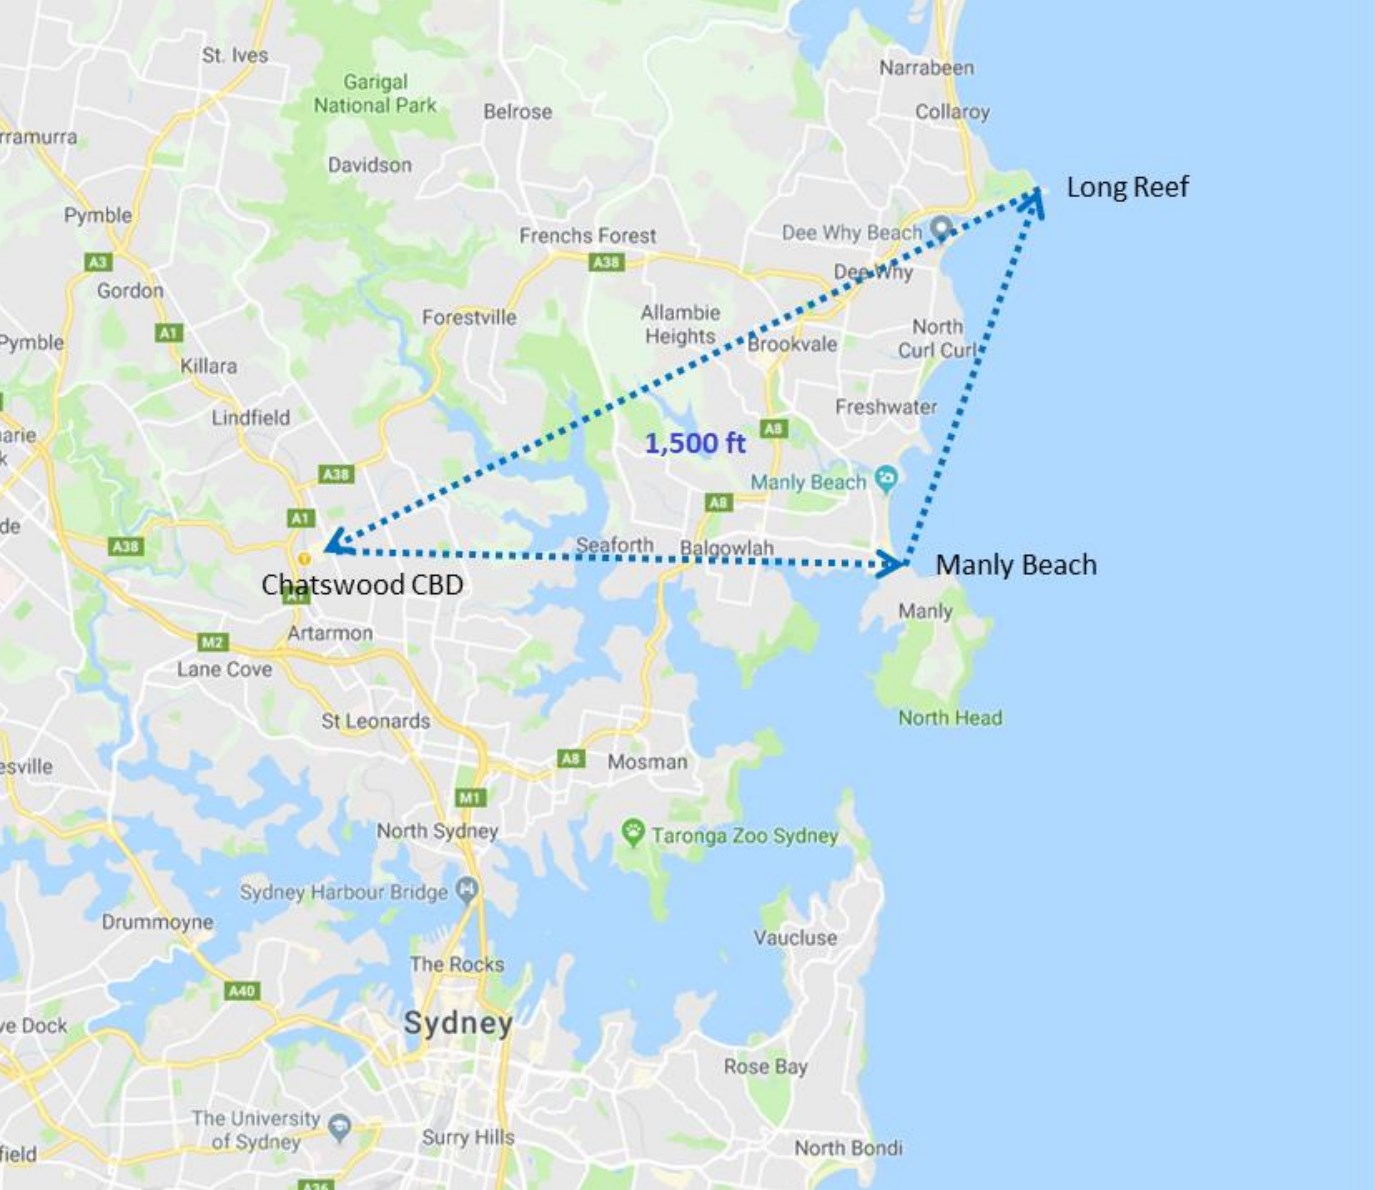 St. Ives
Garigal
National Park
Belrose
Narrabeen
Collaroy
rramurra
Davidson
Long Reef
Pymble
Dee Why Beach
Frenchs Forest
A3
A38
Dee Why
Gordon
Forestville
Allambie
Heights
A1
North
Curl Curl
Pymble
Brookvale
Killara
Lindfield
Freshwater
A8
arie
k
1,500 ft
A38
Manly Beach
A8
A1
de
A38
Seaforth
Balgowlah
Manly Beach
Chatswood CBD
A1
Manly
Artarmon
M2
Lane Cove
St Leonards
North Head
A8
Mosman
esville
M1
North Sydney
Taronga Zoo Sydney
Sydney Harbour Bridge
Drummoyne
Vaucluse
The Rocks
A40
ve Dock
Sydney
Rose Bay
The University
of Sydney
Surry Hills
North Bondi
field
A36